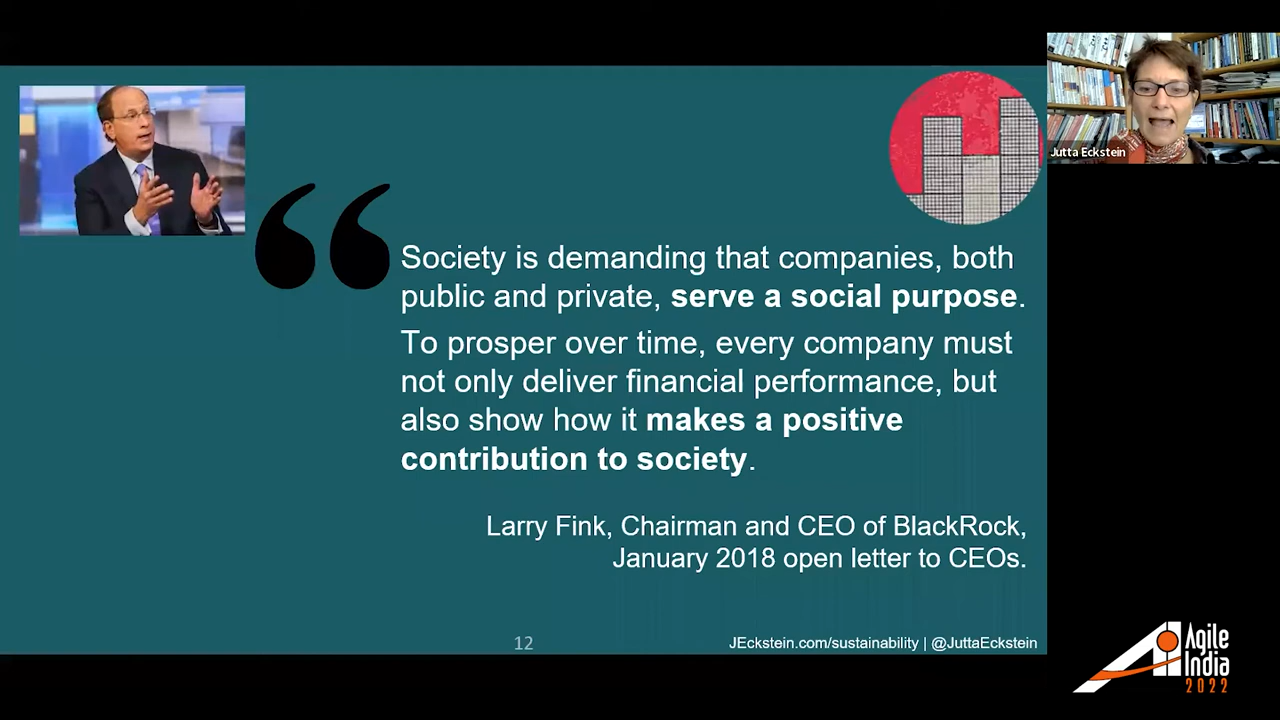 Jutta Eckstein
Society is demanding that companies, both
public and private, serve a social purpose.
To prosper over time, every company must
not only deliver financial performance, but
also show how it makes a positive
contribution to society.
Larry Fink, Chairman and CEO of BlackRock,
January 2018 open letter to CEOs.
12
JEckstein.com/sustainability | @JuttaEckstein
Agile
India
2022